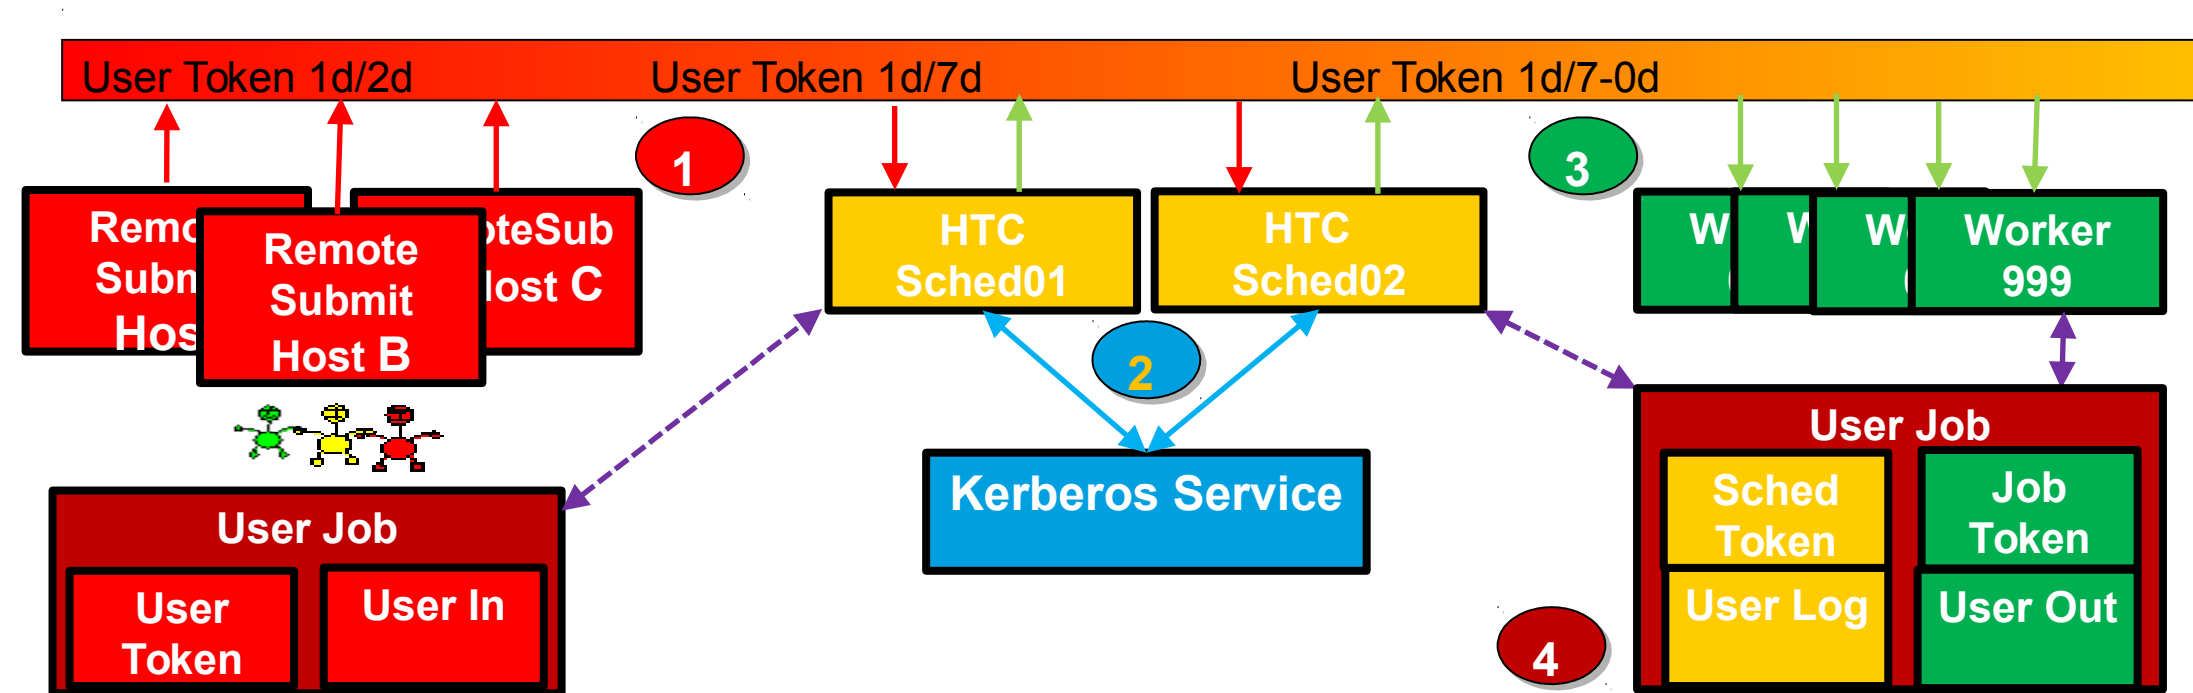 User Token 1d/2d
User Token 1d/7d
User Token 1d/7-0d
1
3
Subm
Remote
Submit
Host B
C
HTC
Sched01
HTC
Sched02
Worker
999
2
Kerberos Service
User Job
User
Token
User In
User Job
Sched
Token
Job
Token
User Log
User Out
4